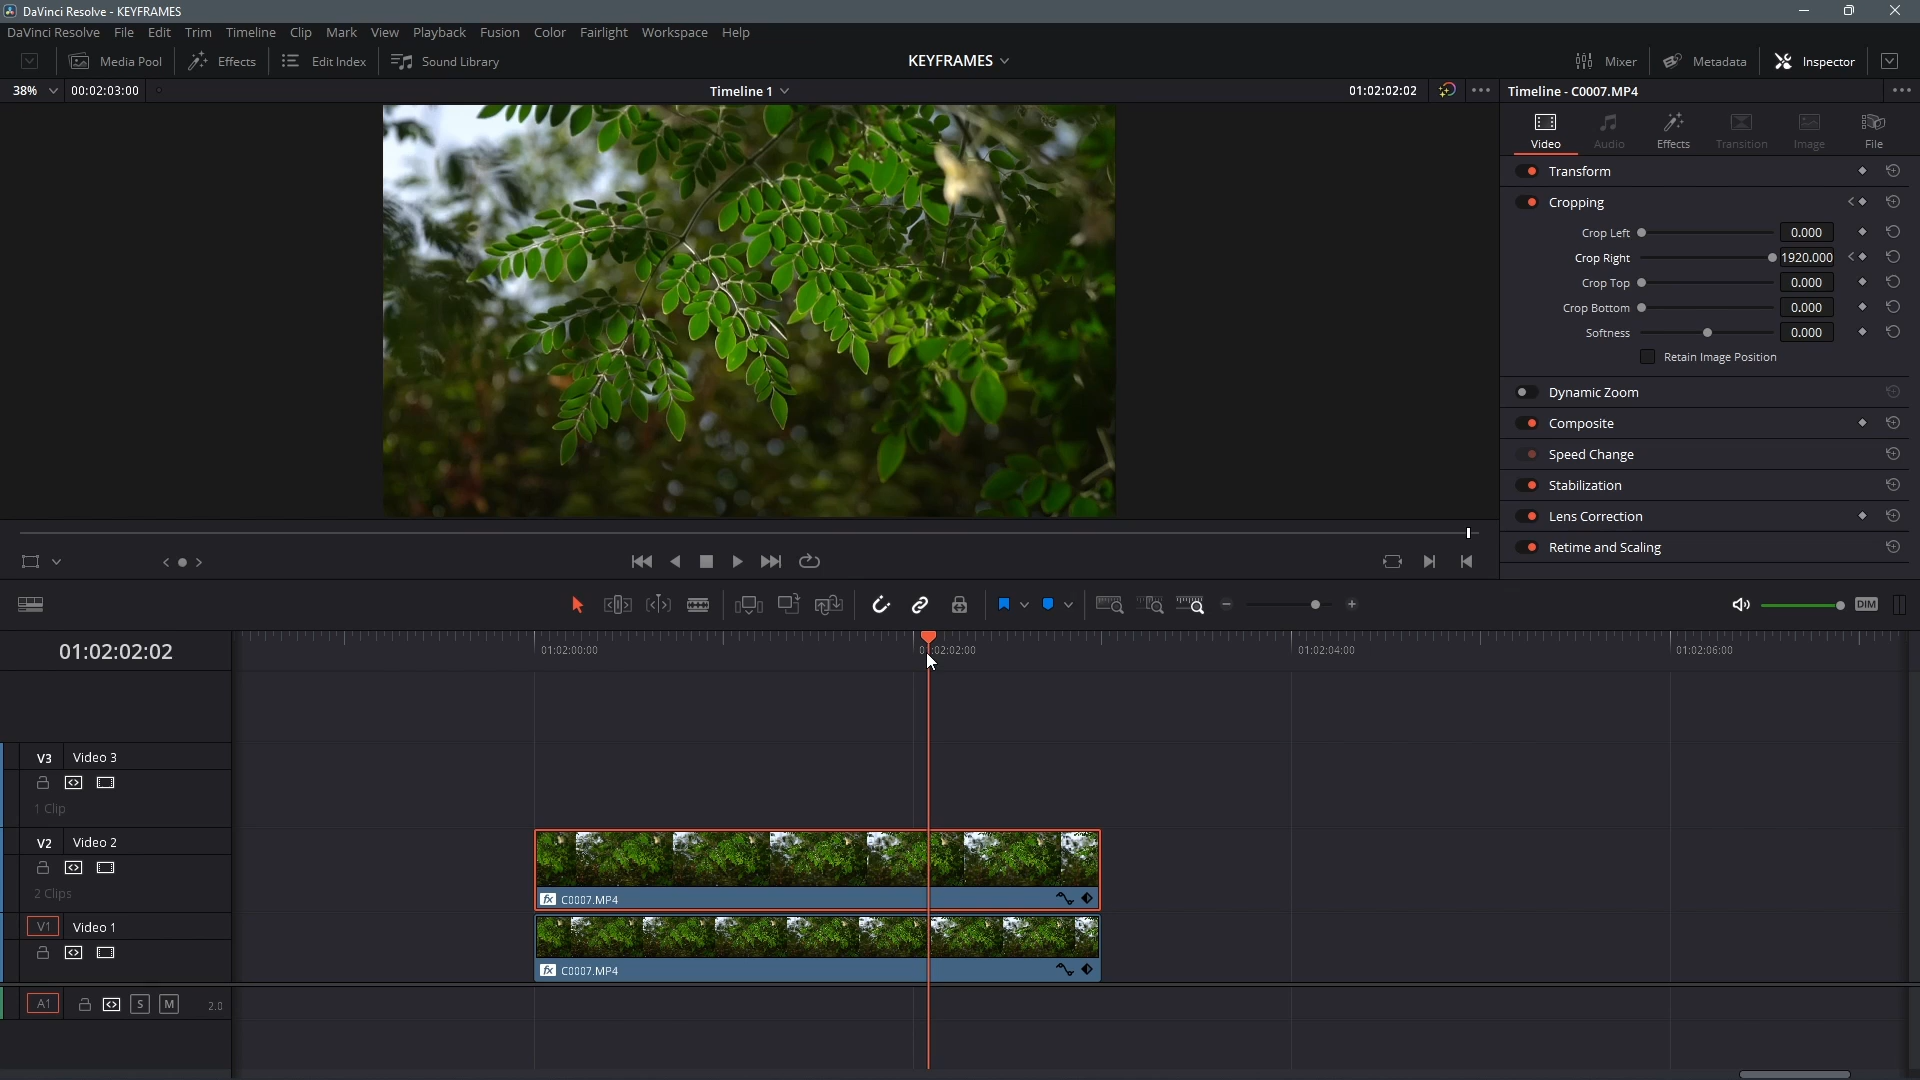 DaVinci Resolve - KEYFRAMES
DaVinci Resolve File Edit Trim Timeline Clip Mark View Playback Fusion Color Fairlight Workspace Help
Media Pool Effects Edit Index Sound Library KEYFRAMES Mixer Metadata Inspector
38% 00:02:03:00 Timeline 1 01:02:02:02 Timeline - C0007.MP4
Video Audio Effects Transition Image File
Transform
Cropping
Crop Left 0.000
Crop Right 1920.000
Crop Top 0.000
Crop Bottom 0.000
Softness 0.000
Retain Image Position
Dynamic Zoom
Composite
Speed Change
Stabilization
Lens Correction
Retime and Scaling
DIM
01:02:02:02 01:02:00:00 01:02:02:00 01:02:04:00 01:02:06:00
V3 Video 3
1 Clip
V2 Video 2
2 Clips
fx C0007.MP4
V1 Video 1
fx C0007.MP4
A1 S M 2.0